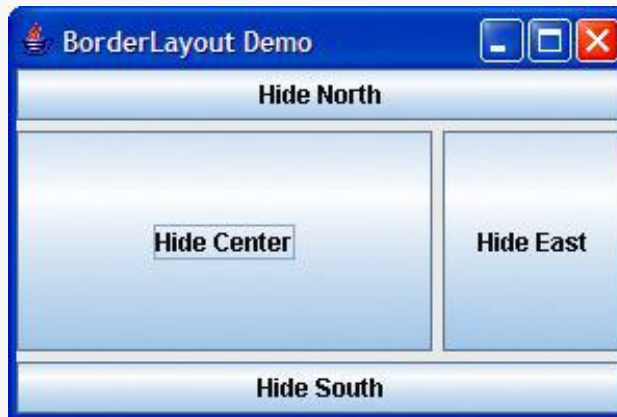 BorderLayout Demo
Hide North
Hide Center
Hide East
Hide South